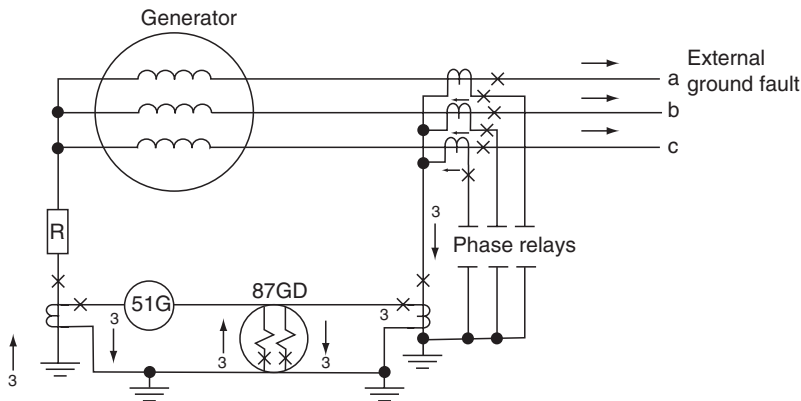 Generator
a
External
ground fault
b
c
3
R
Phase relays
51G
87GD
3
3
3
3
3